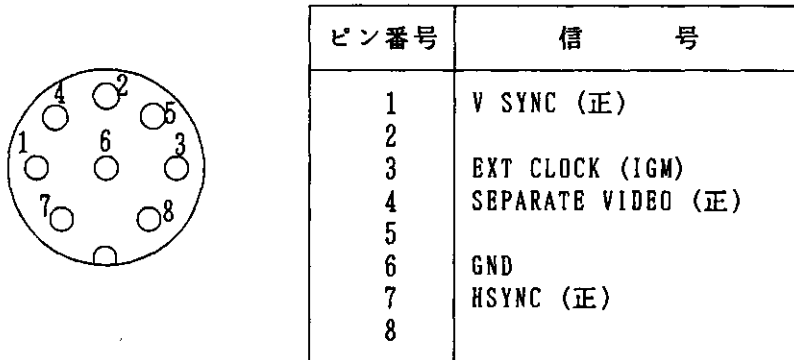 2
4
5
1
6
3
7
8
ピン番号 信 号
1 V SYNC (正)
2
3 EXT CLOCK (IGM)
4 SEPARATE VIDEO (正)
5
6 GND
7 HSYNC (正)
8